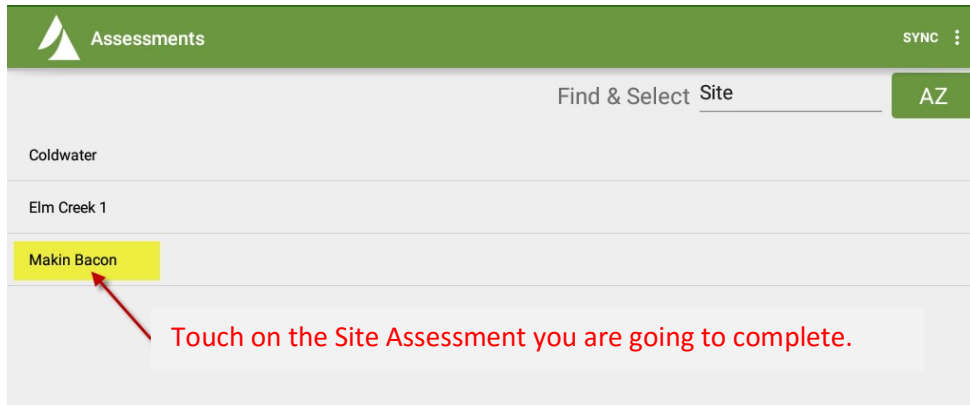 Assessments SYNC
Find & Select Site AZ
Coldwater
Elm Creek 1
Makin Bacon
Touch on the Site Assessment you are going to complete.